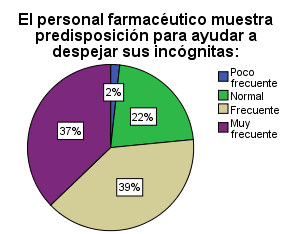 El personal farmacéutico muestra
predisposición para ayudar a
despejar sus incógnitas:
Poco
frecuente
Normal
Frecuente
Muy
frecuente
2%
22%
37%
39%